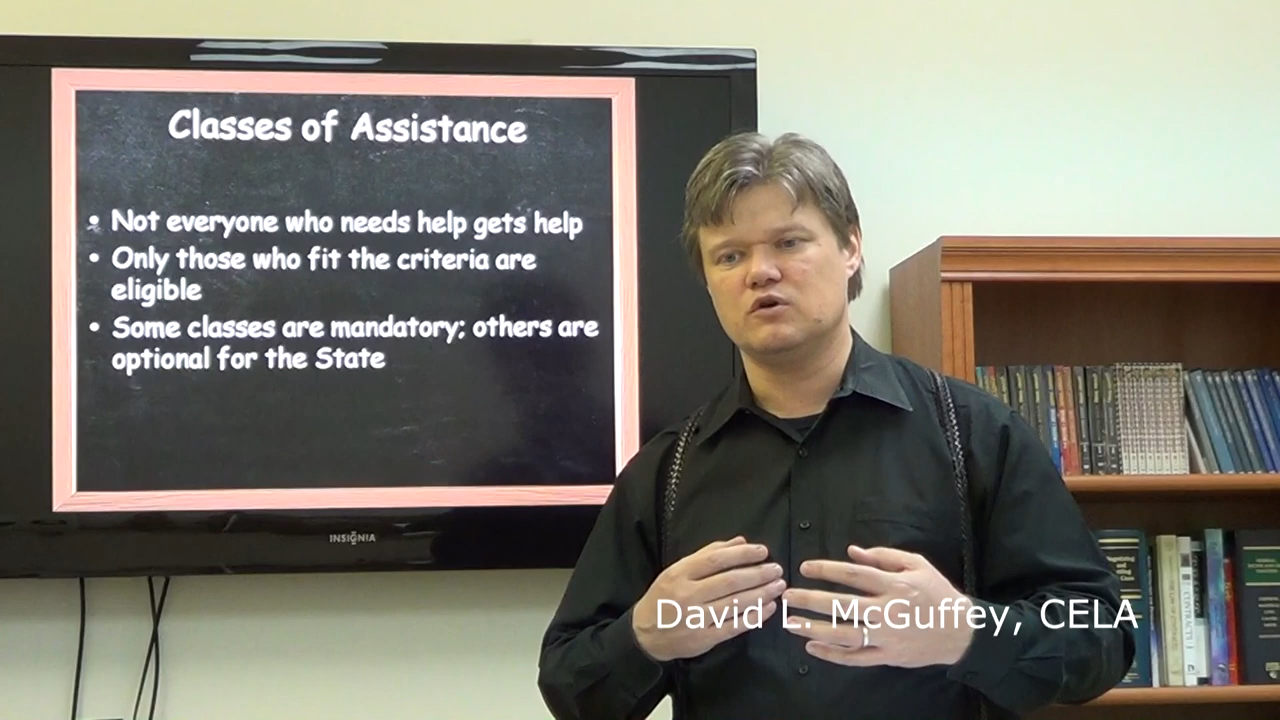 Classes of Assistance
• Not everyone who needs help gets help
• Only those who fit the criteria are
eligible
• Some classes are mandatory; others are
optional for the State
INSIGNIA
David L. McGuffey, CELA
CONTRACTS